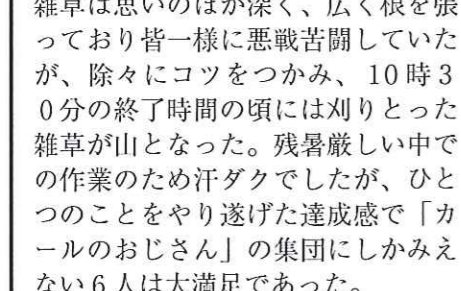 雑草は思いのほか深く、広く根を張
っており皆一様に悪戦苦闘していた
が、除々にコツをつかみ、10時3
0分の終了時間の頃には刈りとった
雑草が山となった。残暑厳しい中で
の作業のため汗ダクでしたが、ひと
つのことをやり遂げた達成感で「カ
ールのおじさん」の集団にしかみえ
ない6人は大満足であった。